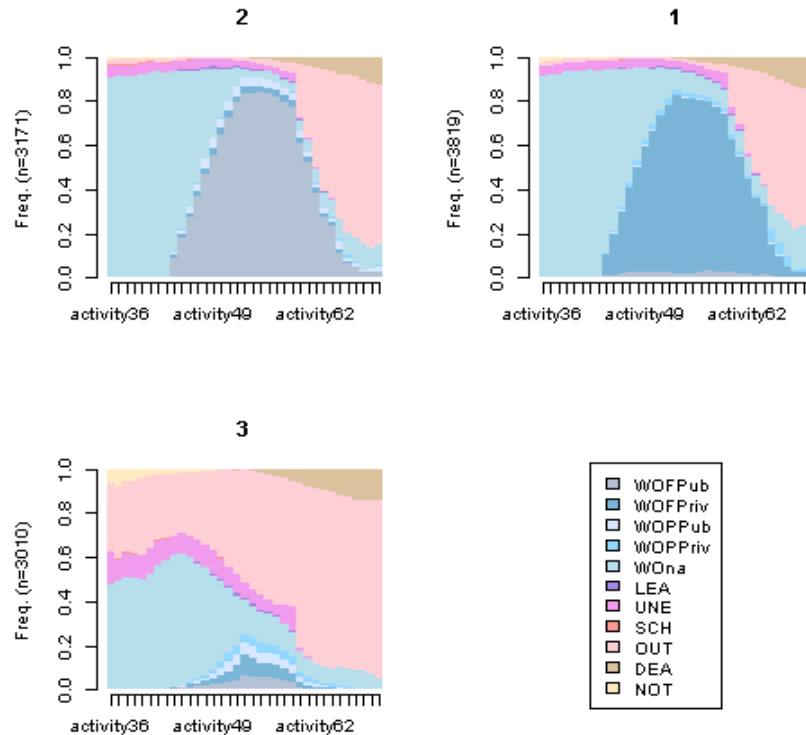 2
Freq. (n=3171)
0.0 0.2 0.4 0.6 0.8 1.0
activity36 activity49 activity62
1
Freq. (n=3819)
0.0 0.2 0.4 0.6 0.8 1.0
activity36 activity49 activity62
3
Freq. (n=3010)
0.0 0.2 0.4 0.6 0.8 1.0
activity36 activity49 activity62
WOFPub
WOFPriv
WOPPub
WOPPriv
WOna
LEA
UNE
SCH
OUT
DEA
NOT